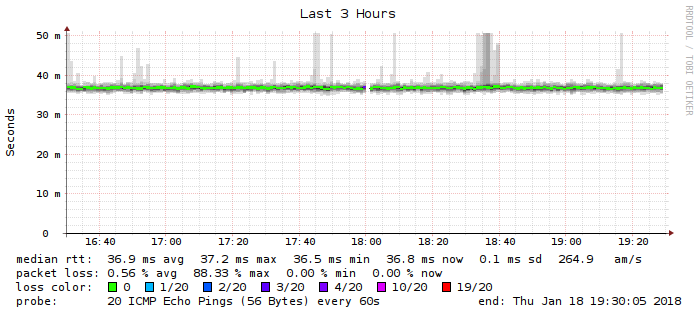 Last 3 Hours
RRDTOOL / TOBI OETIKER
Seconds
50 m
40 m
30 m
20 m
10 m
0
16:40 17:00 17:20 17:40 18:00 18:20 18:40 19:00 19:20
median rtt: 36.9 ms avg 37.2 ms max 36.5 ms min 36.8 ms now 0.1 ms sd 264.9 am/s
packet loss: 0.56 % avg 88.33 % max 0.00 % min 0.00 % now
loss color: 0 1/20 2/20 3/20 4/20 10/20 19/20
probe: 20 ICMP Echo Pings (56 Bytes) every 60s end: Thu Jan 18 19:30:05 2018